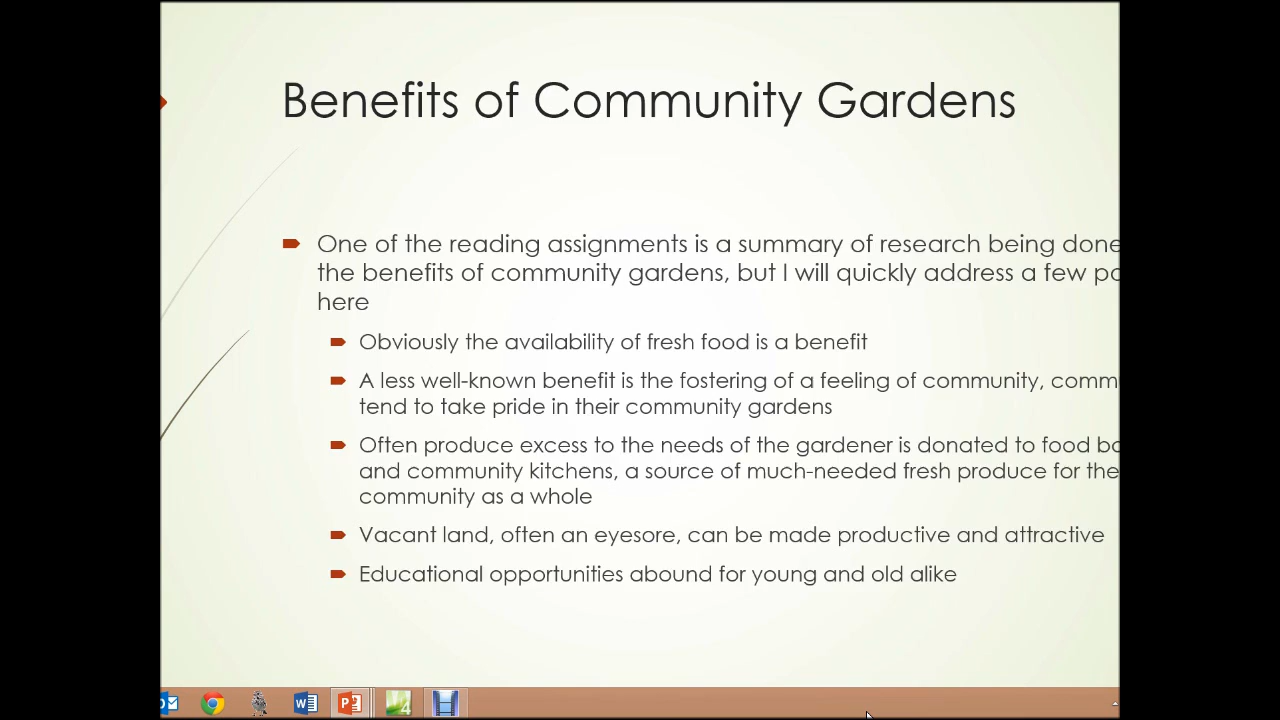 Benefits of Community Gardens
One of the reading assignments is a summary of research being done
the benefits of community gardens, but I will quickly address a few
here
Obviously the availability of fresh food is a benefit
A less well-known benefit is the fostering of a feeling of community,
tend to take pride in their community gardens
Often produce excess to the needs of the gardener is donated to food
and community kitchens, a source of much-needed fresh produce for the
community as a whole
Vacant land, often an eyesore, can be made productive and attractive
Educational opportunities abound for young and old alike